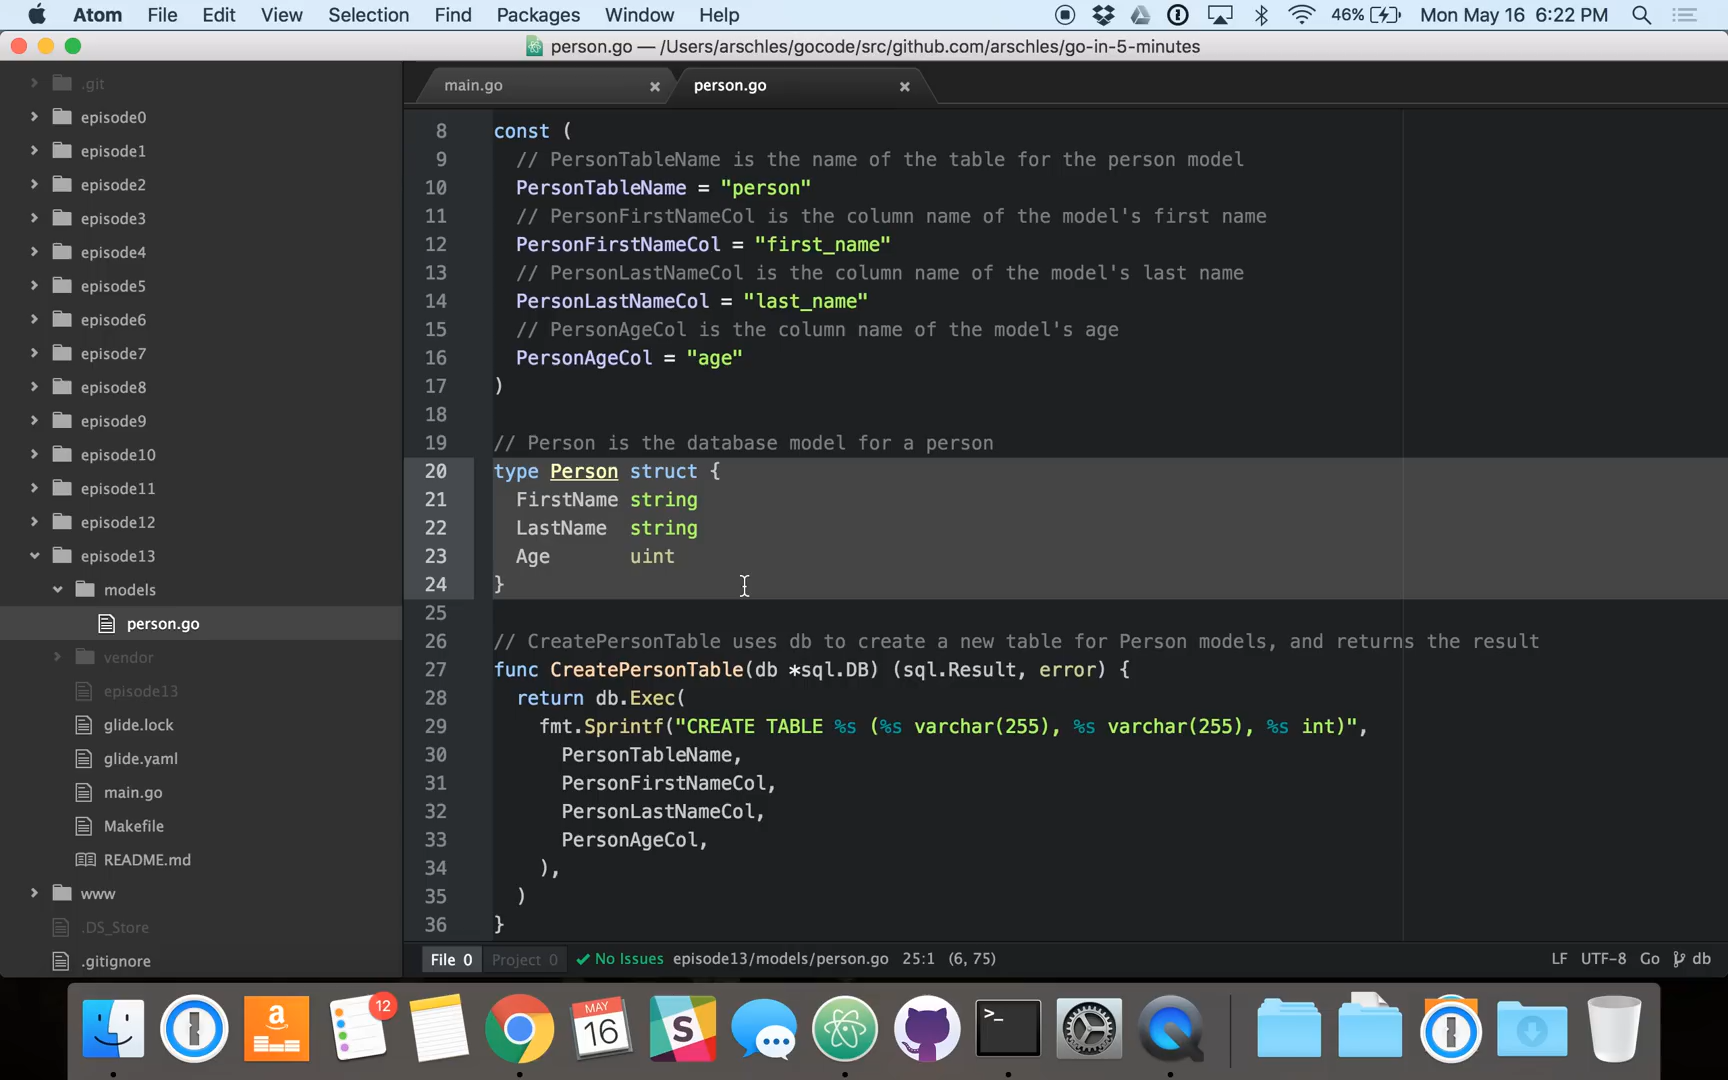 Atom File Edit View Selection Find Packages Window Help 46% Mon May 16 6:22 PM
person.go — /Users/arschles/gocode/src/github.com/arschles/go-in-5-minutes
.git
episode0
episode1
episode2
episode3
episode4
episode5
episode6
episode7
episode8
episode9
episode10
episode11
episode12
episode13
models
person.go
vendor
episode13
glide.lock
glide.yaml
main.go
Makefile
README.md
www
.DS_Store
.gitignore
main.go person.go
8 const (
9 // PersonTableName is the name of the table for the person model
10 PersonTableName = "person"
11 // PersonFirstNameCol is the column name of the model's first name
12 PersonFirstNameCol = "first_name"
13 // PersonLastNameCol is the column name of the model's last name
14 PersonLastNameCol = "last_name"
15 // PersonAgeCol is the column name of the model's age
16 PersonAgeCol = "age"
17 )
18
19 // Person is the database model for a person
20 type Person struct {
21 FirstName string
22 LastName string
23 Age uint
24 }
25
26 // CreatePersonTable uses db to create a new table for Person models, and returns the result
27 func CreatePersonTable(db *sql.DB) (sql.Result, error) {
28 return db.Exec(
29 fmt.Sprintf("CREATE TABLE %s (%s varchar(255), %s varchar(255), %s int)",
30 PersonTableName,
31 PersonFirstNameCol,
32 PersonLastNameCol,
33 PersonAgeCol,
34 ),
35 )
36 }
File 0 Project 0 No Issues episode13/models/person.go 25:1 (6, 75) LF UTF-8 Go db
a 12 MAY 16 S >_